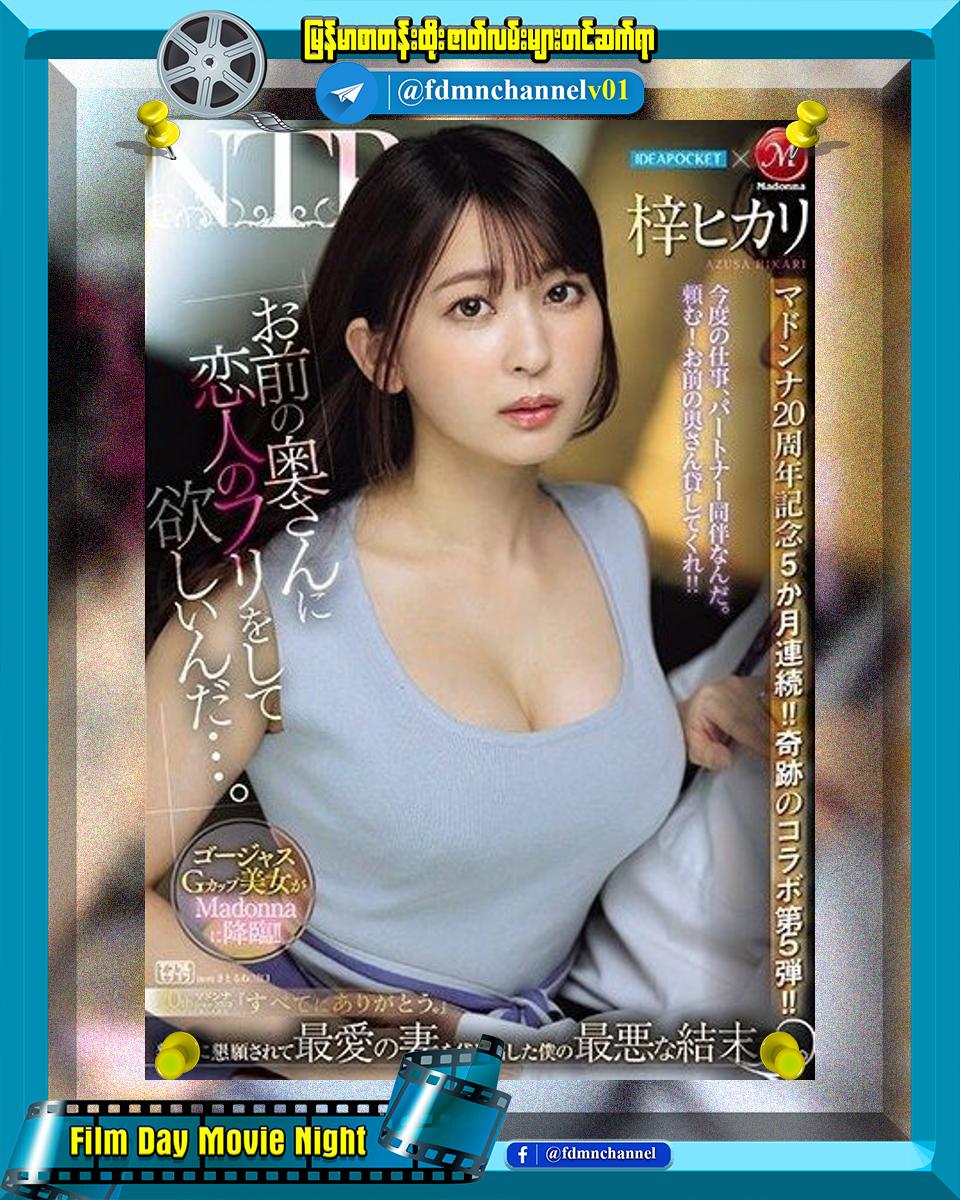 မြန်မာစာတန်းထိုးဇာတ်လမ်းများတင်ဆက်ရာ
@fdmnchannelv01
NTR
IDEAPOCKET × M
Madonna
梓ヒカリ
AZUSA HIKARI
マドンナ20周年記念5か月連続!!奇跡のコラボ第5弾!!
今度の仕事、パートナー同伴なんだ。
頼む!お前の奥さん貸してくれ!!
お前の奥さんに
恋人のフリをして
欲しいんだ…。
ゴージャス
Gカップ美女が
Madonna
に降臨!!
『すべてにありがとう。』
に懇願されて最愛の妻
した僕の最悪な結末
Film Day Movie Night
@fdmnchannel